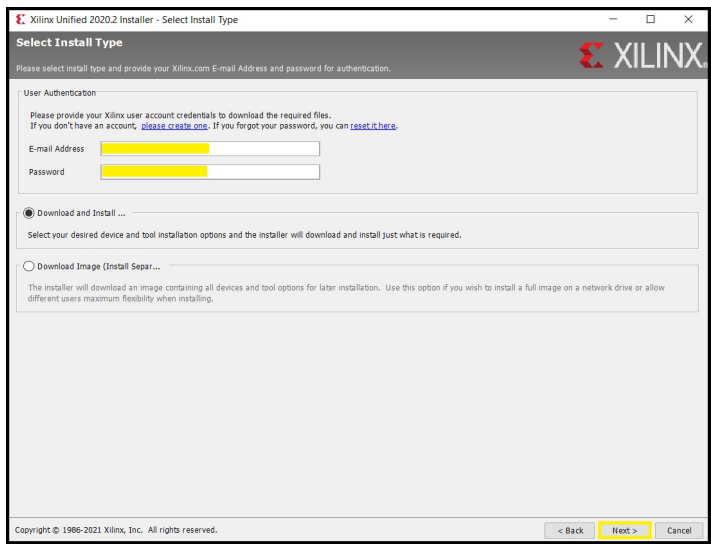 Xilinx Unified 2020.2 Installer - Select Install Type
Select Install Type
XILINX
Please select install type and provide your Xilinx.com E-mail Address and password for authentication.
User Authentication
Please provide your Xilinx user account credentials to download the required files.
If you don't have an account, please create one. If you forgot your password, you can reset it here.
E-mail Address
Password
Download and Install ...
Select your desired device and tool installation options and the installer will download and install just what is required.
Download Image (Install Separ...
The installer will download an image containing all devices and tool options for later installation. Use this option if you wish to install a full image on a network drive or allow
different users maximum flexibility when installing.
Copyright © 1986-2021 Xilinx, Inc. All rights reserved.
< Back Next > Cancel